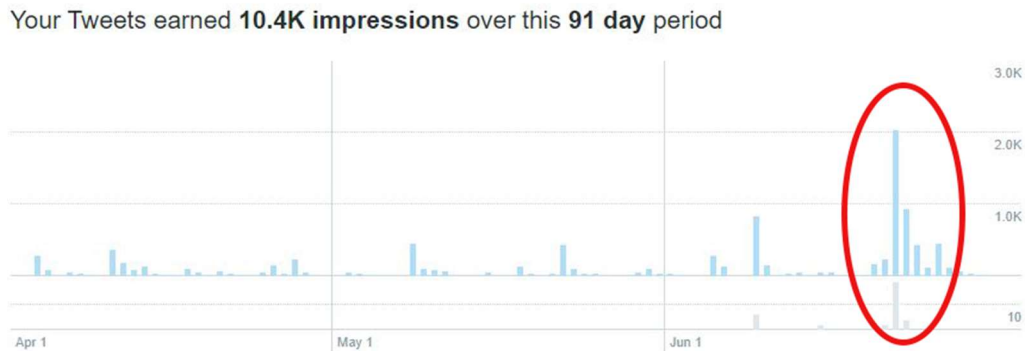 Your Tweets earned 10.4K impressions over this 91 day period
3.0K
2.0K
1.0K
10
Apr 1
May 1
Jun 1